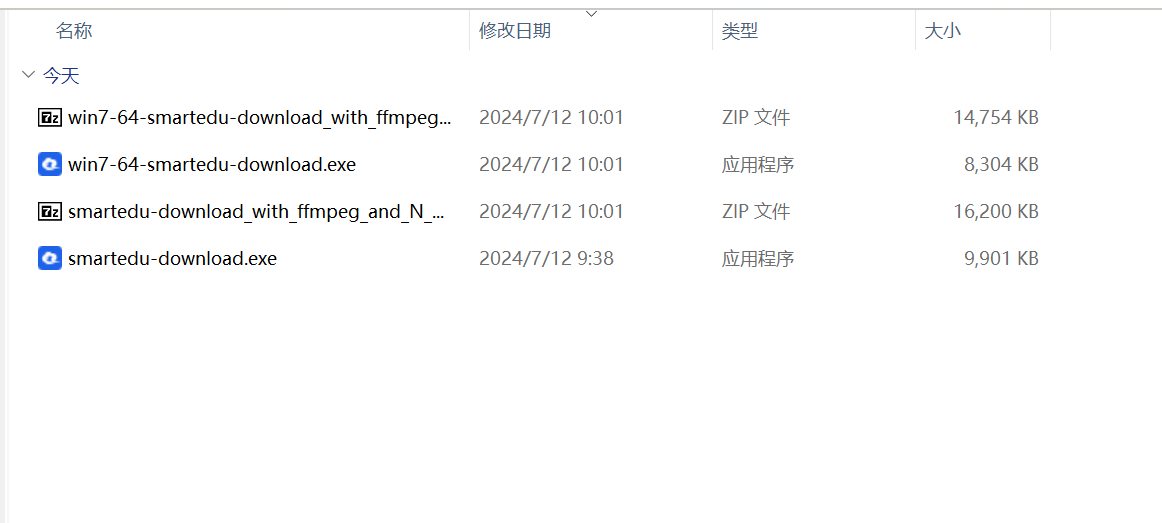 名称 修改日期 类型 大小
今天
win7-64-smartedu-download_with_ffmpeg... 2024/7/12 10:01 ZIP 文件 14,754 KB
win7-64-smartedu-download.exe 2024/7/12 10:01 应用程序 8,304 KB
smartedu-download_with_ffmpeg_and_N_... 2024/7/12 10:01 ZIP 文件 16,200 KB
smartedu-download.exe 2024/7/12 9:38 应用程序 9,901 KB